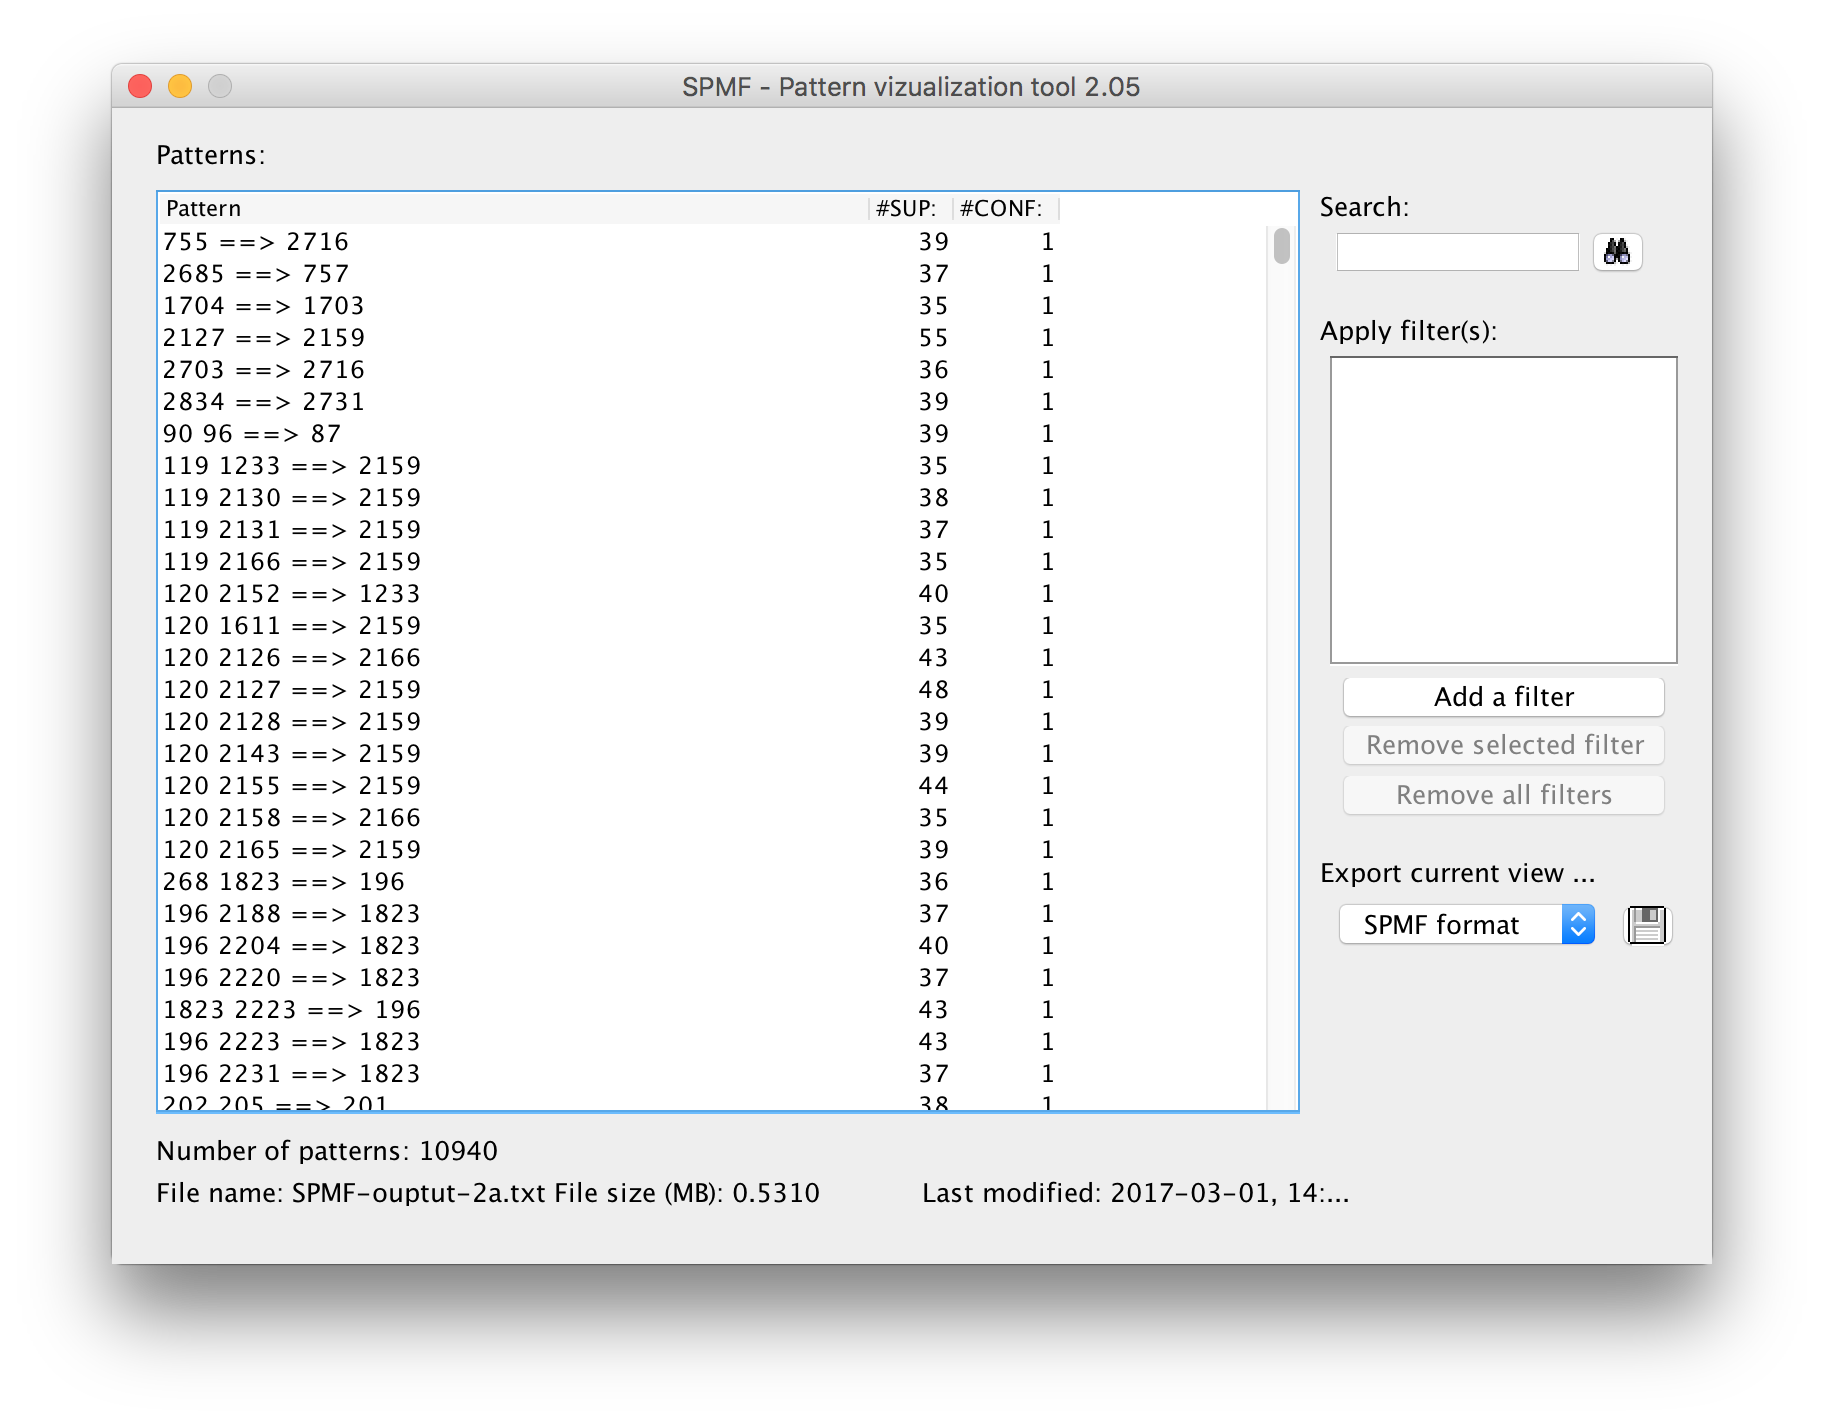 SPMF - Pattern vizualization tool 2.05
Patterns:
Pattern #SUP: #CONF:
755 ==> 2716 39 1
2685 ==> 757 37 1
1704 ==> 1703 35 1
2127 ==> 2159 55 1
2703 ==> 2716 36 1
2834 ==> 2731 39 1
90 96 ==> 87 39 1
119 1233 ==> 2159 35 1
119 2130 ==> 2159 38 1
119 2131 ==> 2159 37 1
119 2166 ==> 2159 35 1
120 2152 ==> 1233 40 1
120 1611 ==> 2159 35 1
120 2126 ==> 2166 43 1
120 2127 ==> 2159 48 1
120 2128 ==> 2159 39 1
120 2143 ==> 2159 39 1
120 2155 ==> 2159 44 1
120 2158 ==> 2166 35 1
120 2165 ==> 2159 39 1
268 1823 ==> 196 36 1
196 2188 ==> 1823 37 1
196 2204 ==> 1823 40 1
196 2220 ==> 1823 37 1
1823 2223 ==> 196 43 1
196 2223 ==> 1823 43 1
196 2231 ==> 1823 37 1
202 205 ==> 201 38 1
Number of patterns: 10940
File name: SPMF-ouptut-2a.txt File size (MB): 0.5310
Last modified: 2017-03-01, 14:...
Search:
Apply filter(s):
Add a filter
Remove selected filter
Remove all filters
Export current view ...
SPMF format